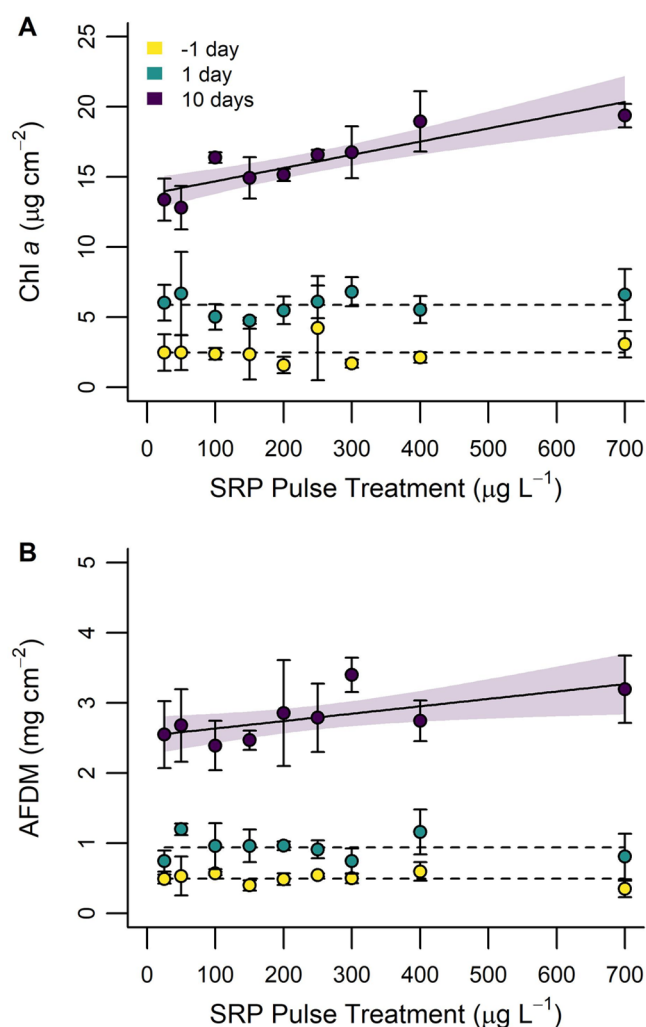 A
25
20
15
10
5
0
Chl a (µg cm⁻²)
-1 day
1 day
10 days
0 100 200 300 400 500 600 700
SRP Pulse Treatment (µg L⁻¹)
B
5
4
3
2
1
0
AFDM (mg cm⁻²)
0 100 200 300 400 500 600 700
SRP Pulse Treatment (µg L⁻¹)